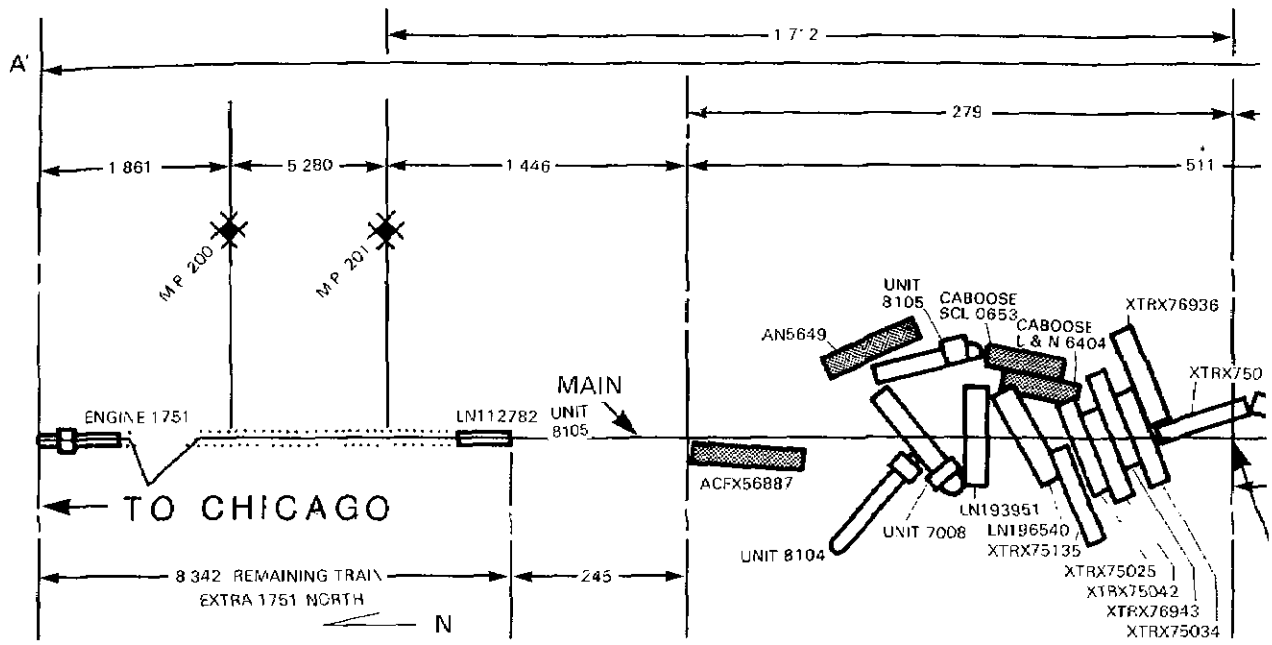 1 712
A'
279
1 861
5 280
1 446
511
M P 200
M P 201
UNIT
8105
CABOOSE
SCL 0653
CABOOSE
L & N 6404
XTRX76936
AN5649
XTRX750
MAIN
ENGINE 1751
LN112782
UNIT
8105
ACFX56887
TO CHICAGO
LN193951
UNIT 7008
LN196540
XTRX75135
UNIT 8104
XTRX75025
XTRX75042
XTRX76943
XTRX75034
8 342 REMAINING TRAIN
EXTRA 1751 NORTH
245
N